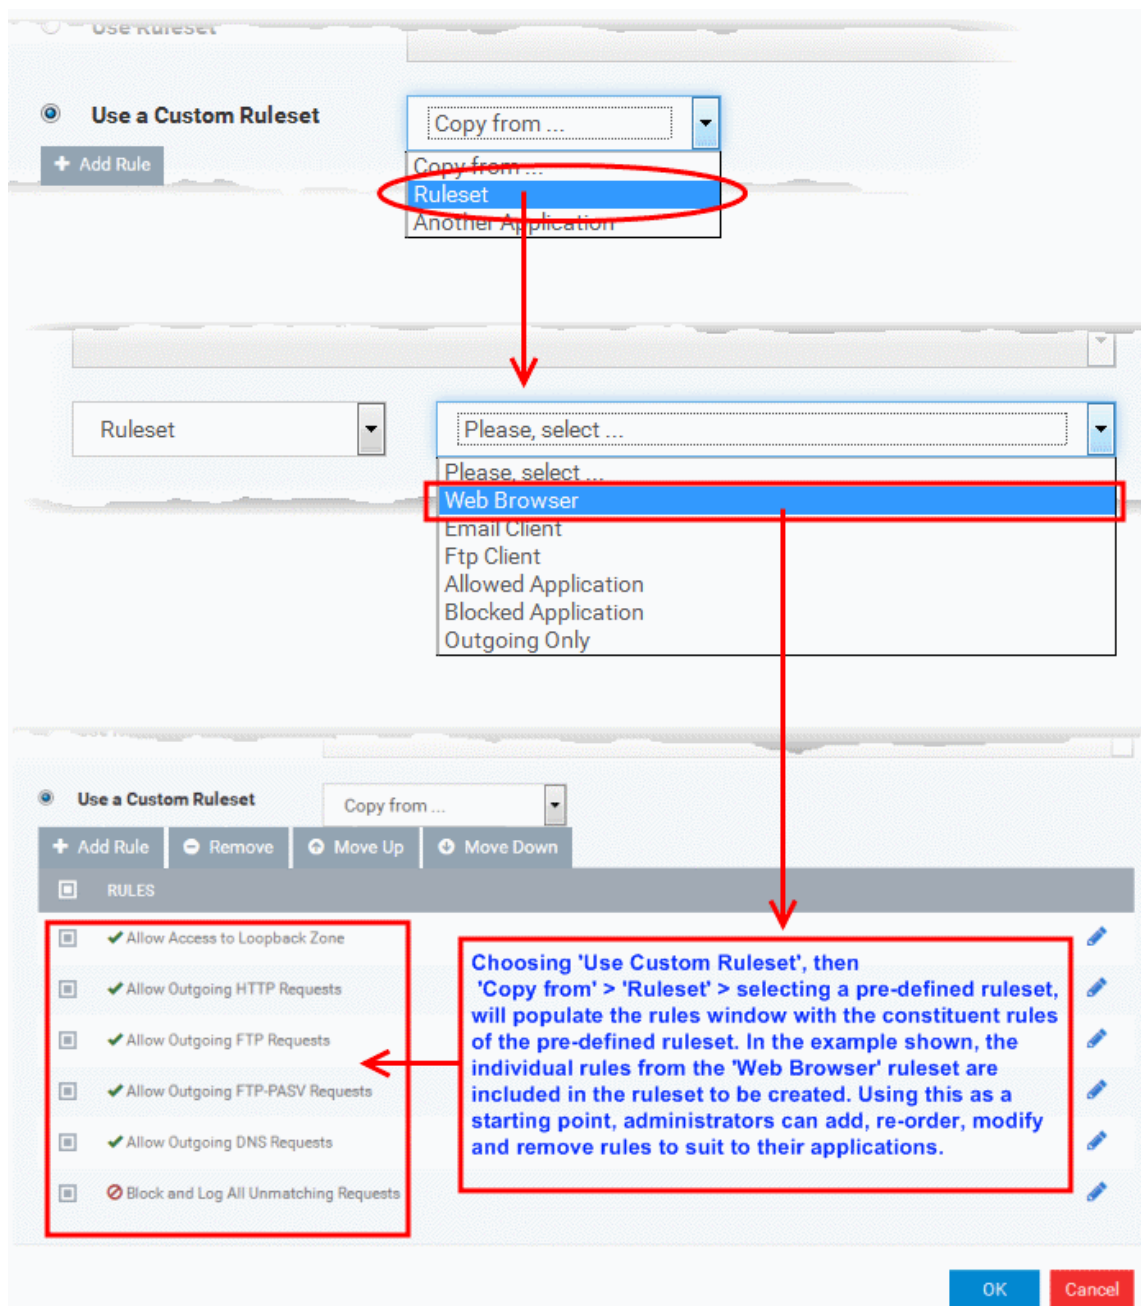 Use Ruleset
Use a Custom Ruleset
Copy from ...
+ Add Rule
Copy from ...
Ruleset
Another Application
Ruleset
Please, select ...
Please, select ...
Web Browser
Email Client
Ftp Client
Allowed Application
Blocked Application
Outgoing Only
Use a Custom Ruleset
Copy from ...
+ Add Rule
Remove
Move Up
Move Down
RULES
Allow Access to Loopback Zone
Allow Outgoing HTTP Requests
Allow Outgoing FTP Requests
Allow Outgoing FTP-PASV Requests
Allow Outgoing DNS Requests
Block and Log All Unmatching Requests
Choosing 'Use Custom Ruleset', then
'Copy from' > 'Ruleset' > selecting a pre-defined ruleset,
will populate the rules window with the constituent rules
of the pre-defined ruleset. In the example shown, the
individual rules from the 'Web Browser' ruleset are
included in the ruleset to be created. Using this as a
starting point, administrators can add, re-order, modify
and remove rules to suit to their applications.
OK
Cancel